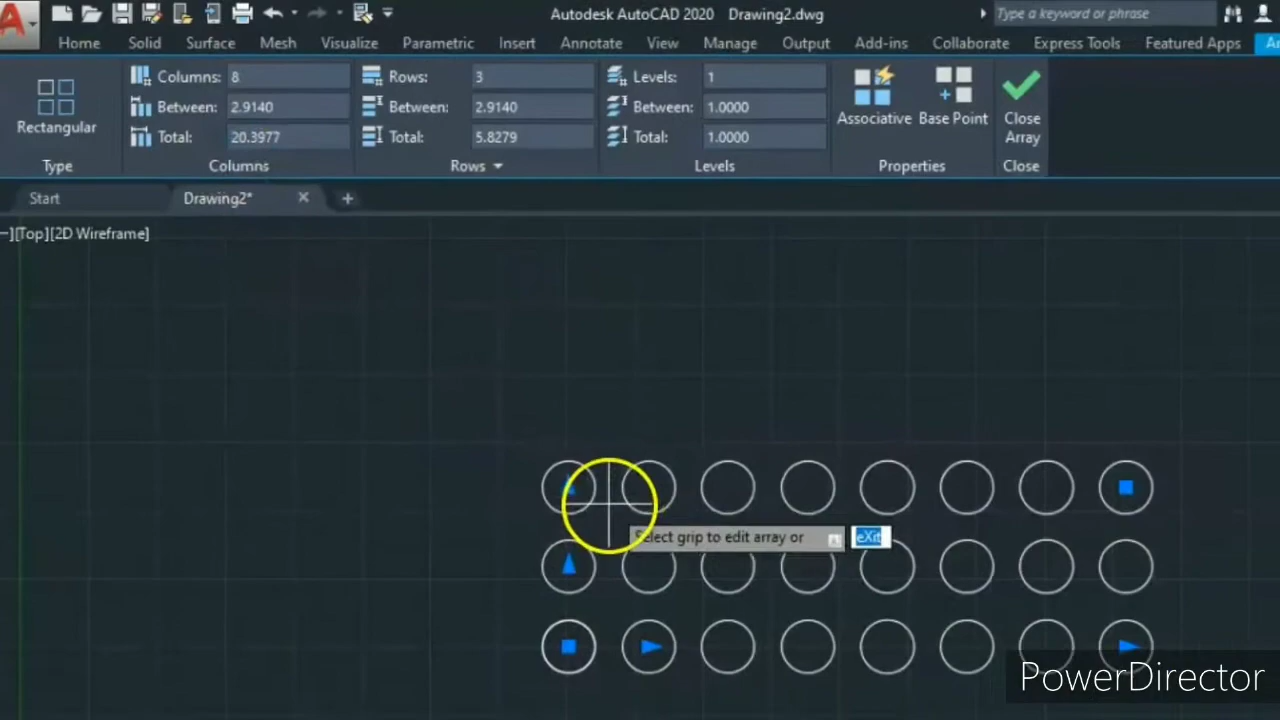 Autodesk AutoCAD 2020 Drawing2.dwg
Type a keyword or phrase
Home Solid Surface Mesh Visualize Parametric Insert Annotate View Manage Output Add-ins Collaborate Express Tools Featured Apps
Columns: 8 Rows: 3 Levels: 1
Between: 2.9140 Between: 2.9140 Between: 1.0000
Total: 20.3977 Total: 5.8279 Total: 1.0000
Rectangular Associative Base Point Close
Array
Type Columns Rows Levels Properties Close
Start Drawing2*
−][Top][2D Wireframe]
Select grip to edit array or eXit
PowerDirector